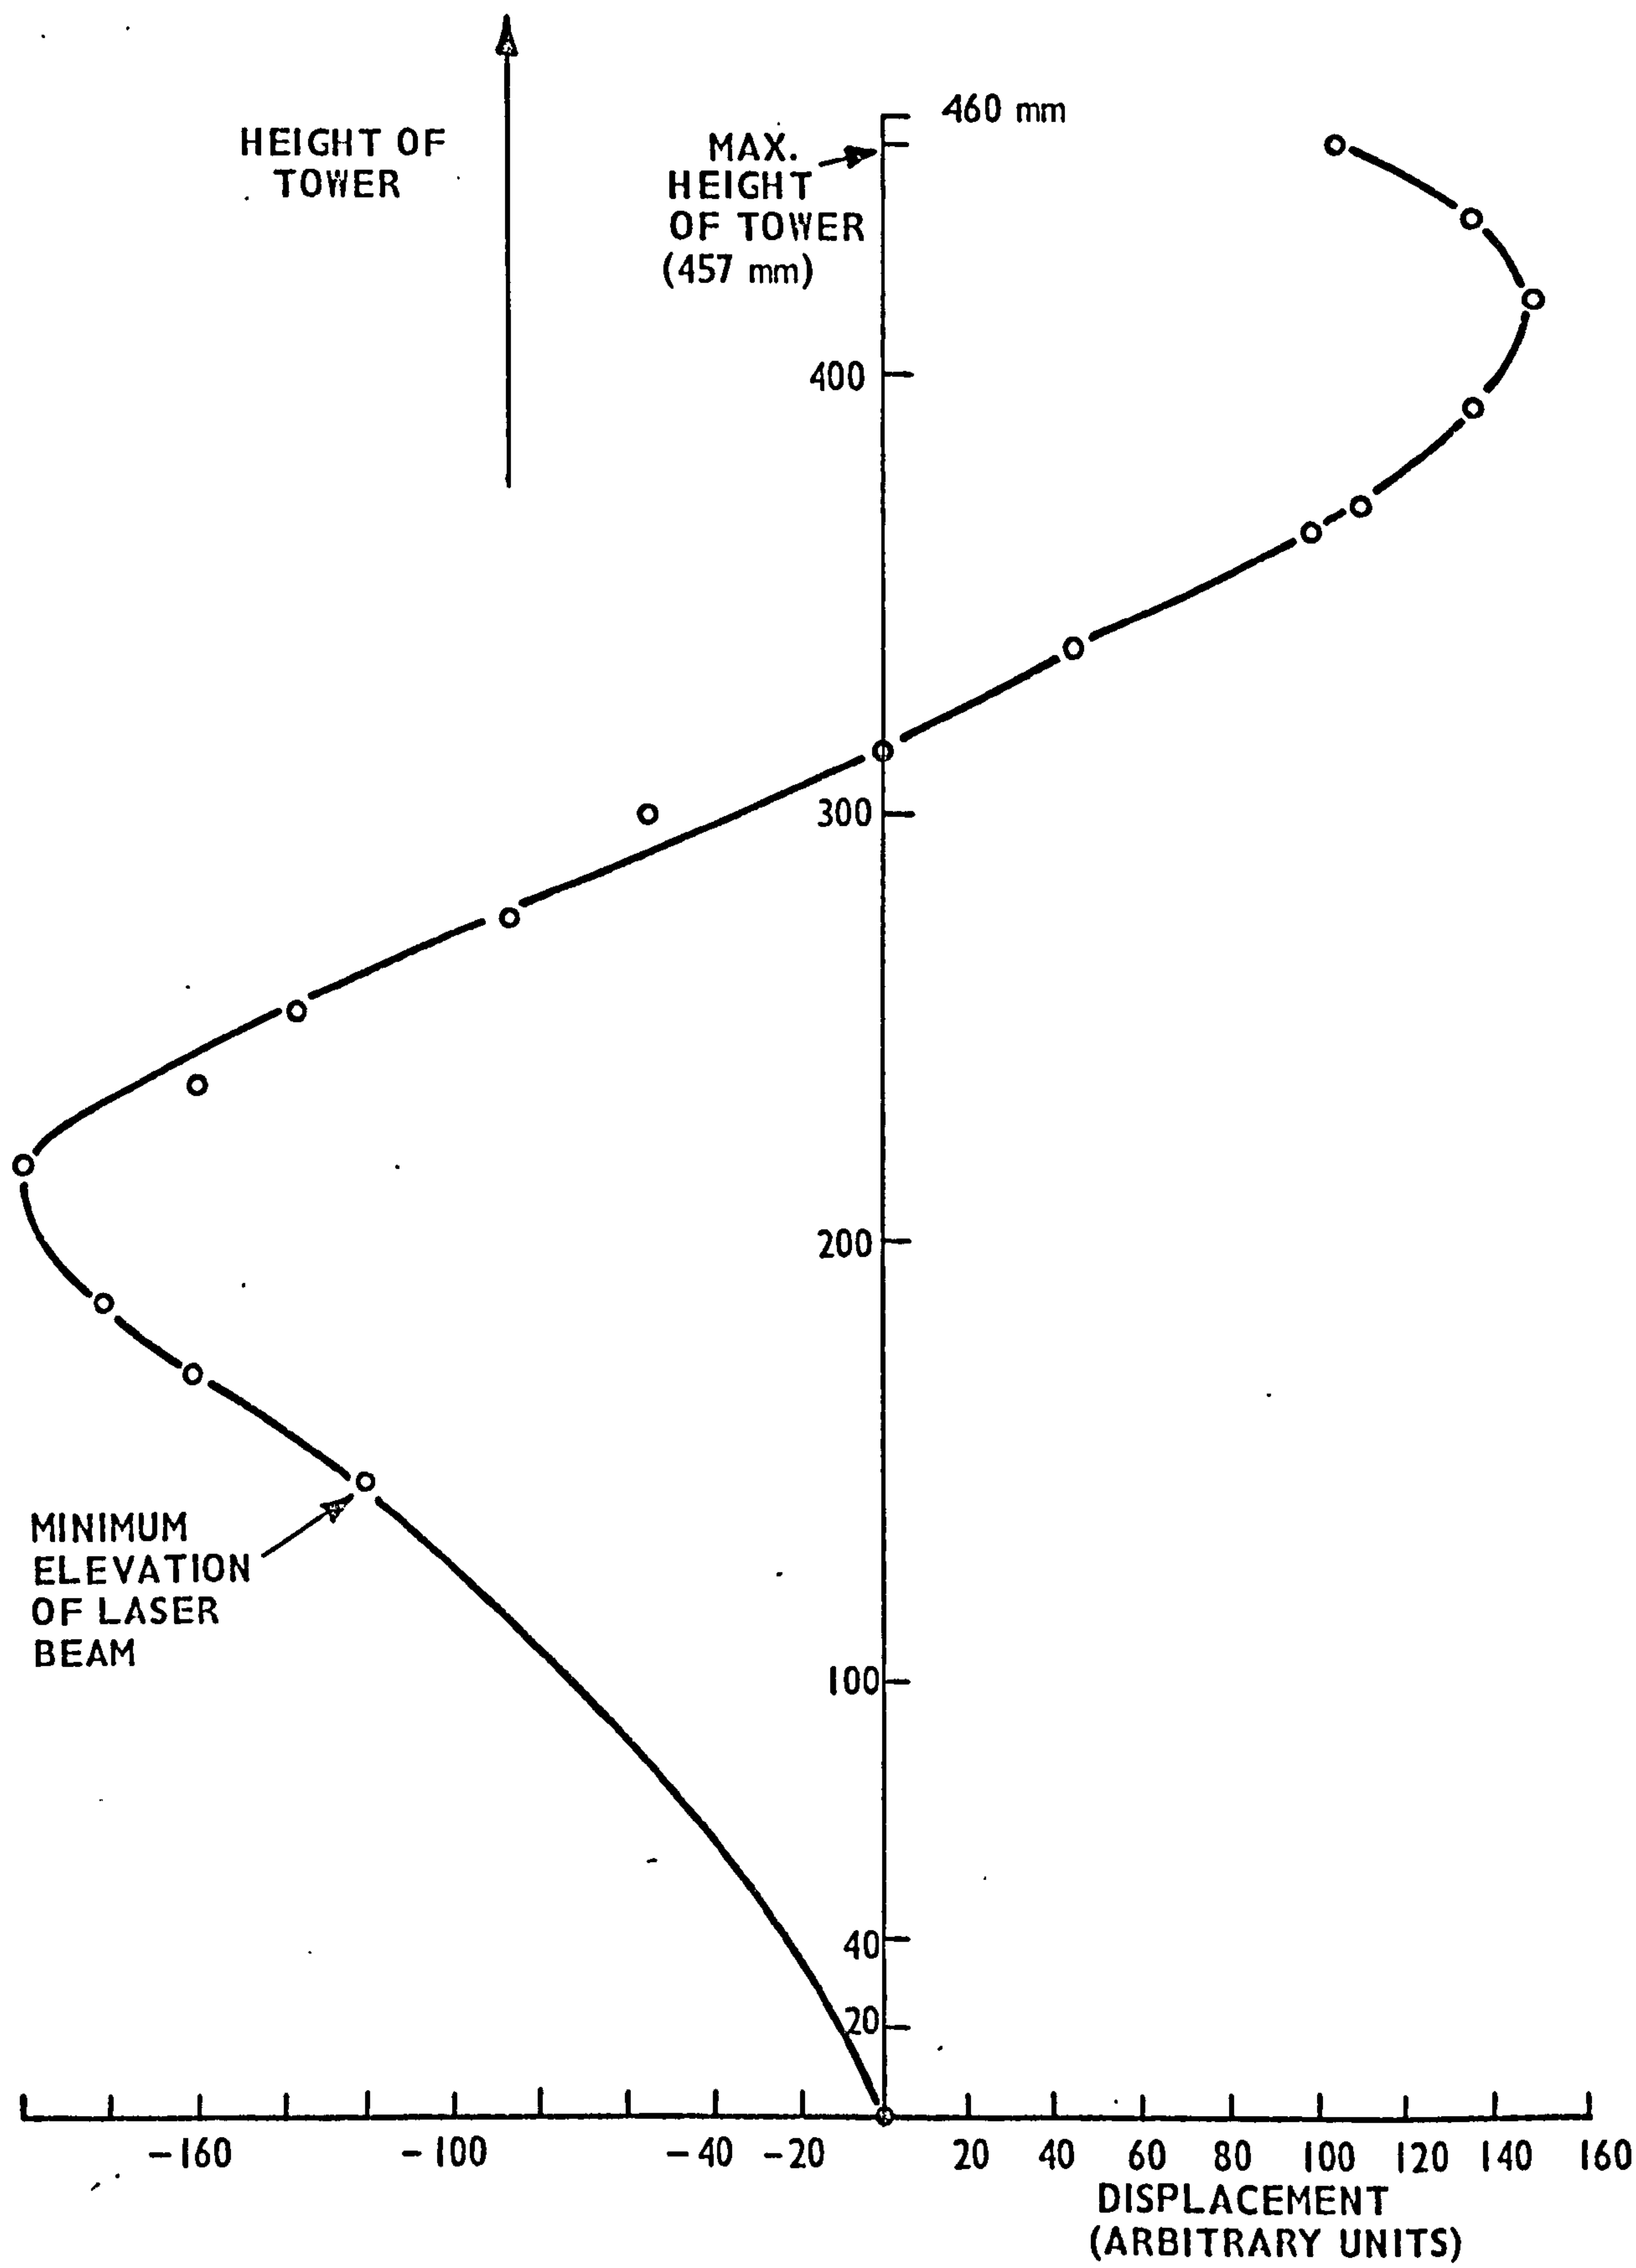 460 mm
HEIGHT OF
TOWER
MAX.
HEIGHT
OF TOWER
(457 mm)
400
300
200
MINIMUM
ELEVATION
OF LASER
BEAM
100
40
20
-160 -100 -40 -20 20 40 60 80 100 120 140 160
DISPLACEMENT
(ARBITRARY UNITS)